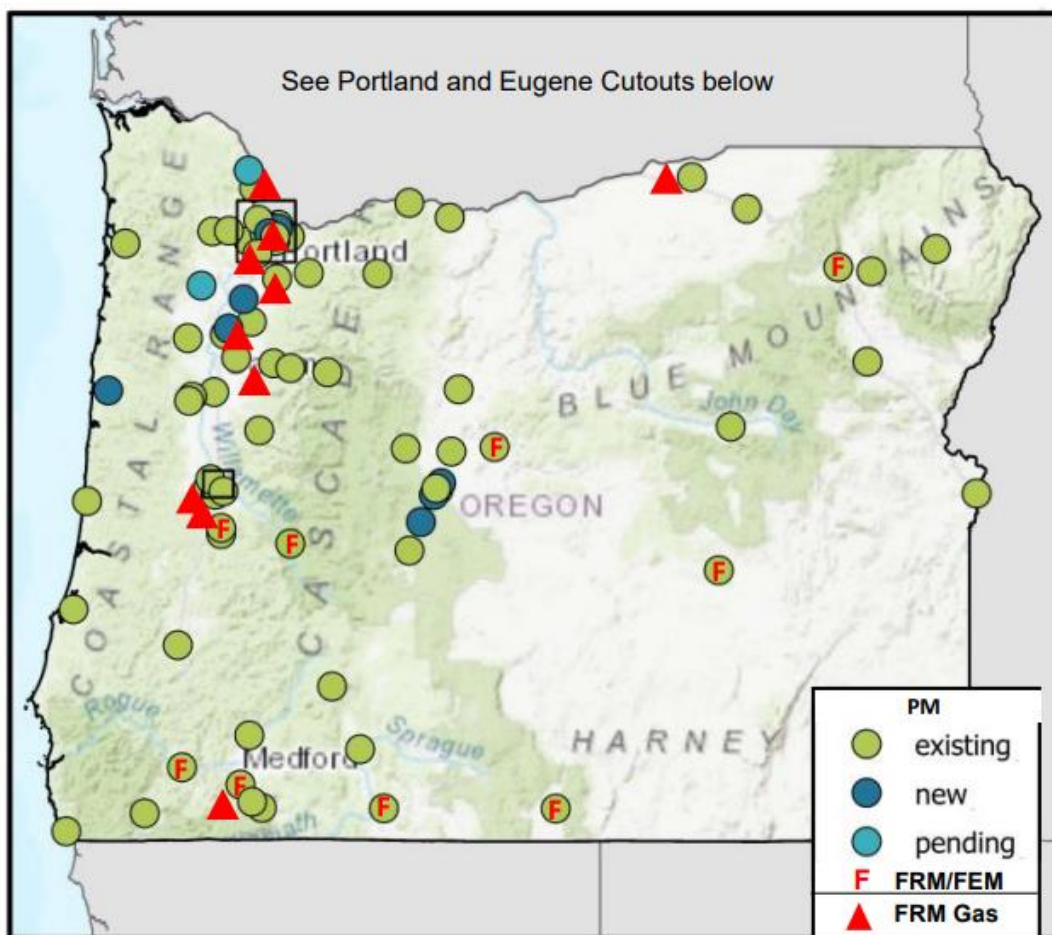 See Portland and Eugene Cutouts below
COASTAL RANGE
CASCADE
Portland
BLUE MOUNTAINS
John Day
Willamette
OREGON
F
F
F
F
F
Rogue
Sprague
HARNEY
Medford
F
F
F
F
PM
existing
new
pending
F FRM/FEM
FRM Gas